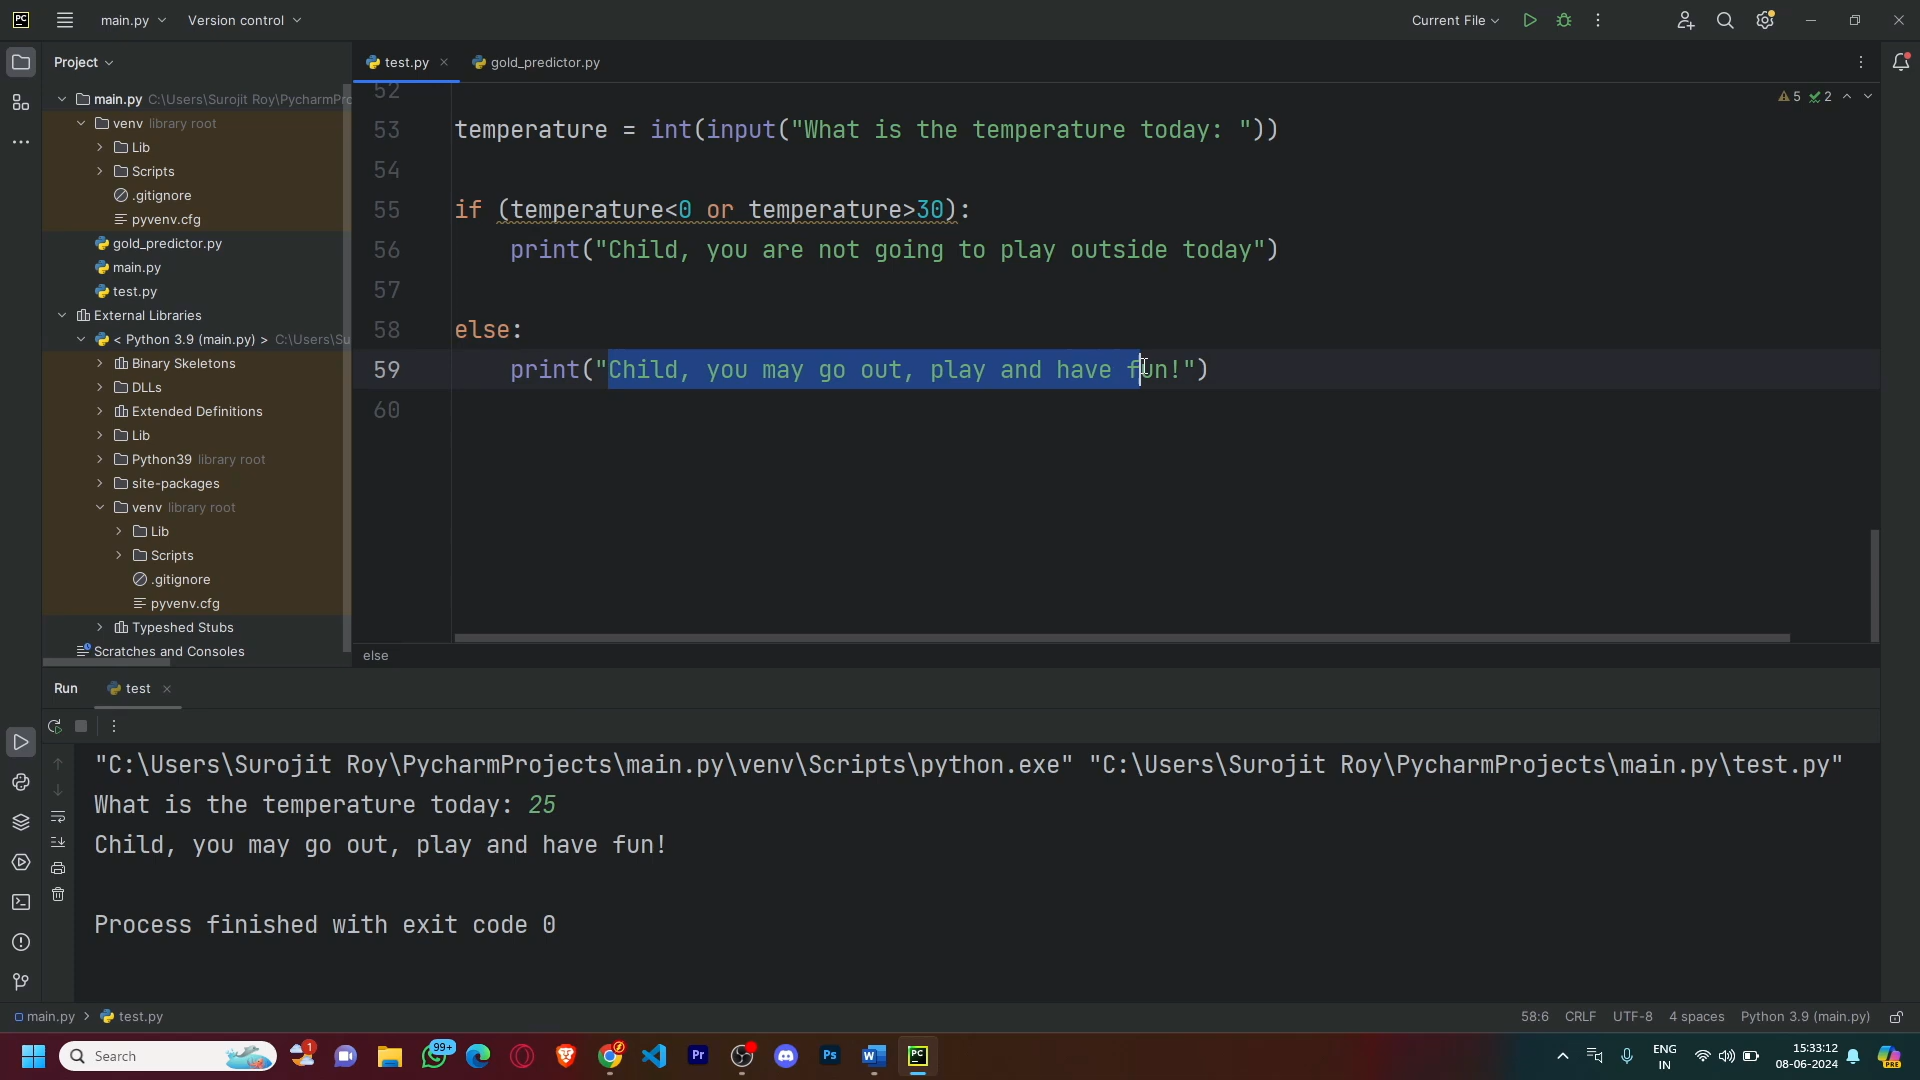 PC main.py Version control Current File
Project
test.py gold_predictor.py
main.py C:\Users\Surojit Roy\PycharmPro
venv library root
Lib
Scripts
.gitignore
pyvenv.cfg
gold_predictor.py
main.py
test.py
External Libraries
< Python 3.9 (main.py) > C:\Users\Su
Binary Skeletons
DLLs
Extended Definitions
Lib
Python39 library root
site-packages
venv library root
Lib
Scripts
.gitignore
pyvenv.cfg
Typeshed Stubs
Scratches and Consoles
5 2
52
53 temperature = int(input("What is the temperature today: "))
54
55 if (temperature<0 or temperature>30):
56 print("Child, you are not going to play outside today")
57
58 else:
59 print("Child, you may go out, play and have fun!")
60
else
Run test
"C:\Users\Surojit Roy\PycharmProjects\main.py\venv\Scripts\python.exe" "C:\Users\Surojit Roy\PycharmProjects\main.py\test.py"
What is the temperature today: 25
Child, you may go out, play and have fun!
Process finished with exit code 0
main.py > test.py 58:6 CRLF UTF-8 4 spaces Python 3.9 (main.py)
Search 1 99+ Pr Ps W PC ENG 15:33:12
IN 08-06-2024 PRE